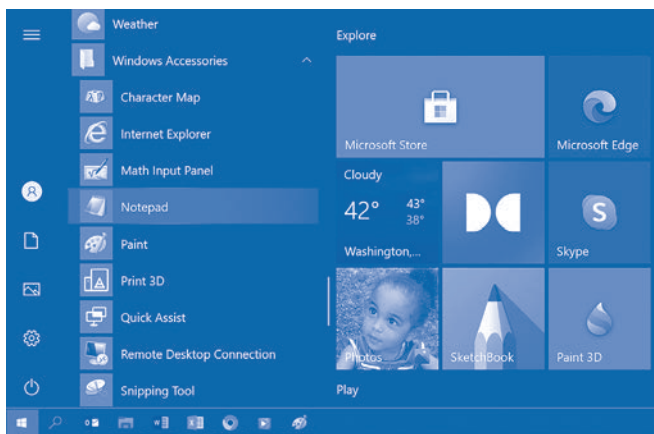 Weather
Windows Accessories
Character Map
Internet Explorer
Math Input Panel
Notepad
Paint
Print 3D
Quick Assist
Remote Desktop Connection
Snipping Tool
Explore
Microsoft Store
Microsoft Edge
Cloudy
42° 43°
38°
Washington,...
Skype
Photos
SketchBook
Paint 3D
Play